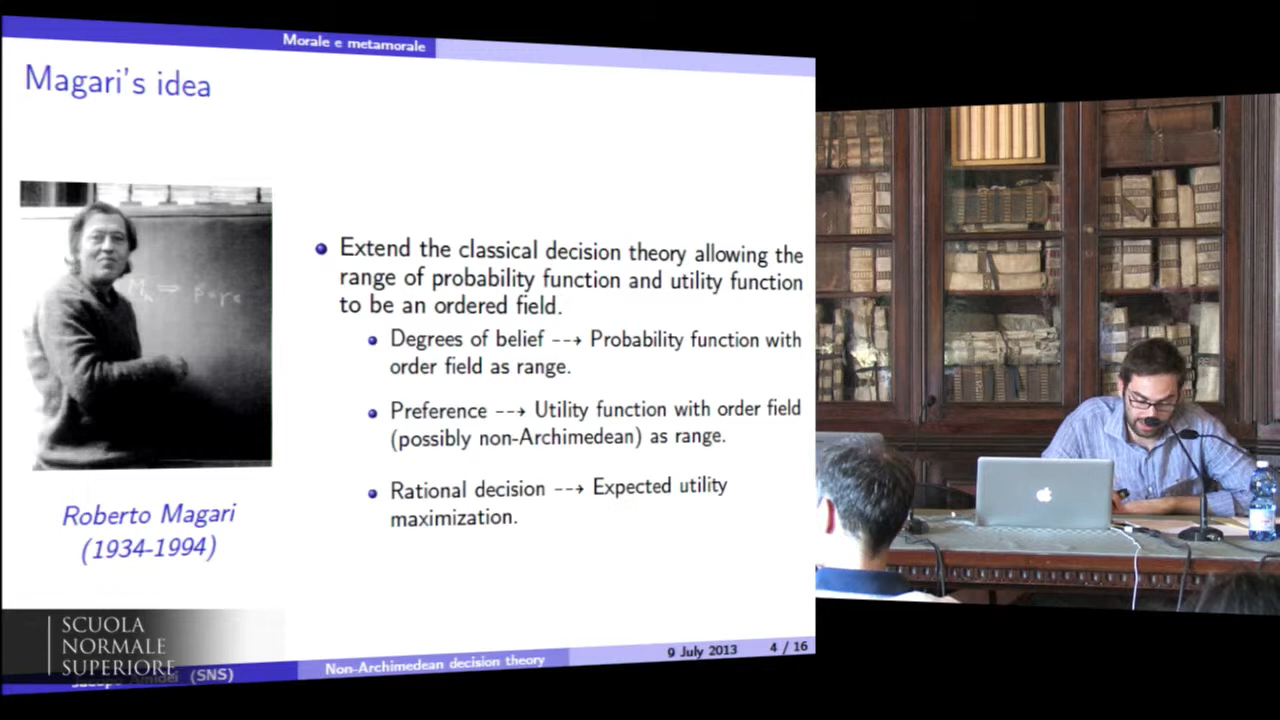 Morale e metamorale
Magari's idea
Extend the classical decision theory allowing the
range of probability function and utility function
to be an ordered field.
Degrees of belief --→ Probability function with
order field as range.
Preference --→ Utility function with order field
(possibly non-Archimedean) as range.
Rational decision --→ Expected utility
maximization.
Roberto Magari
(1934-1994)
SCUOLA
NORMALE
SUPERIORE
(SNS)
Non-Archimedean decision theory
9 July 2013
4 / 16